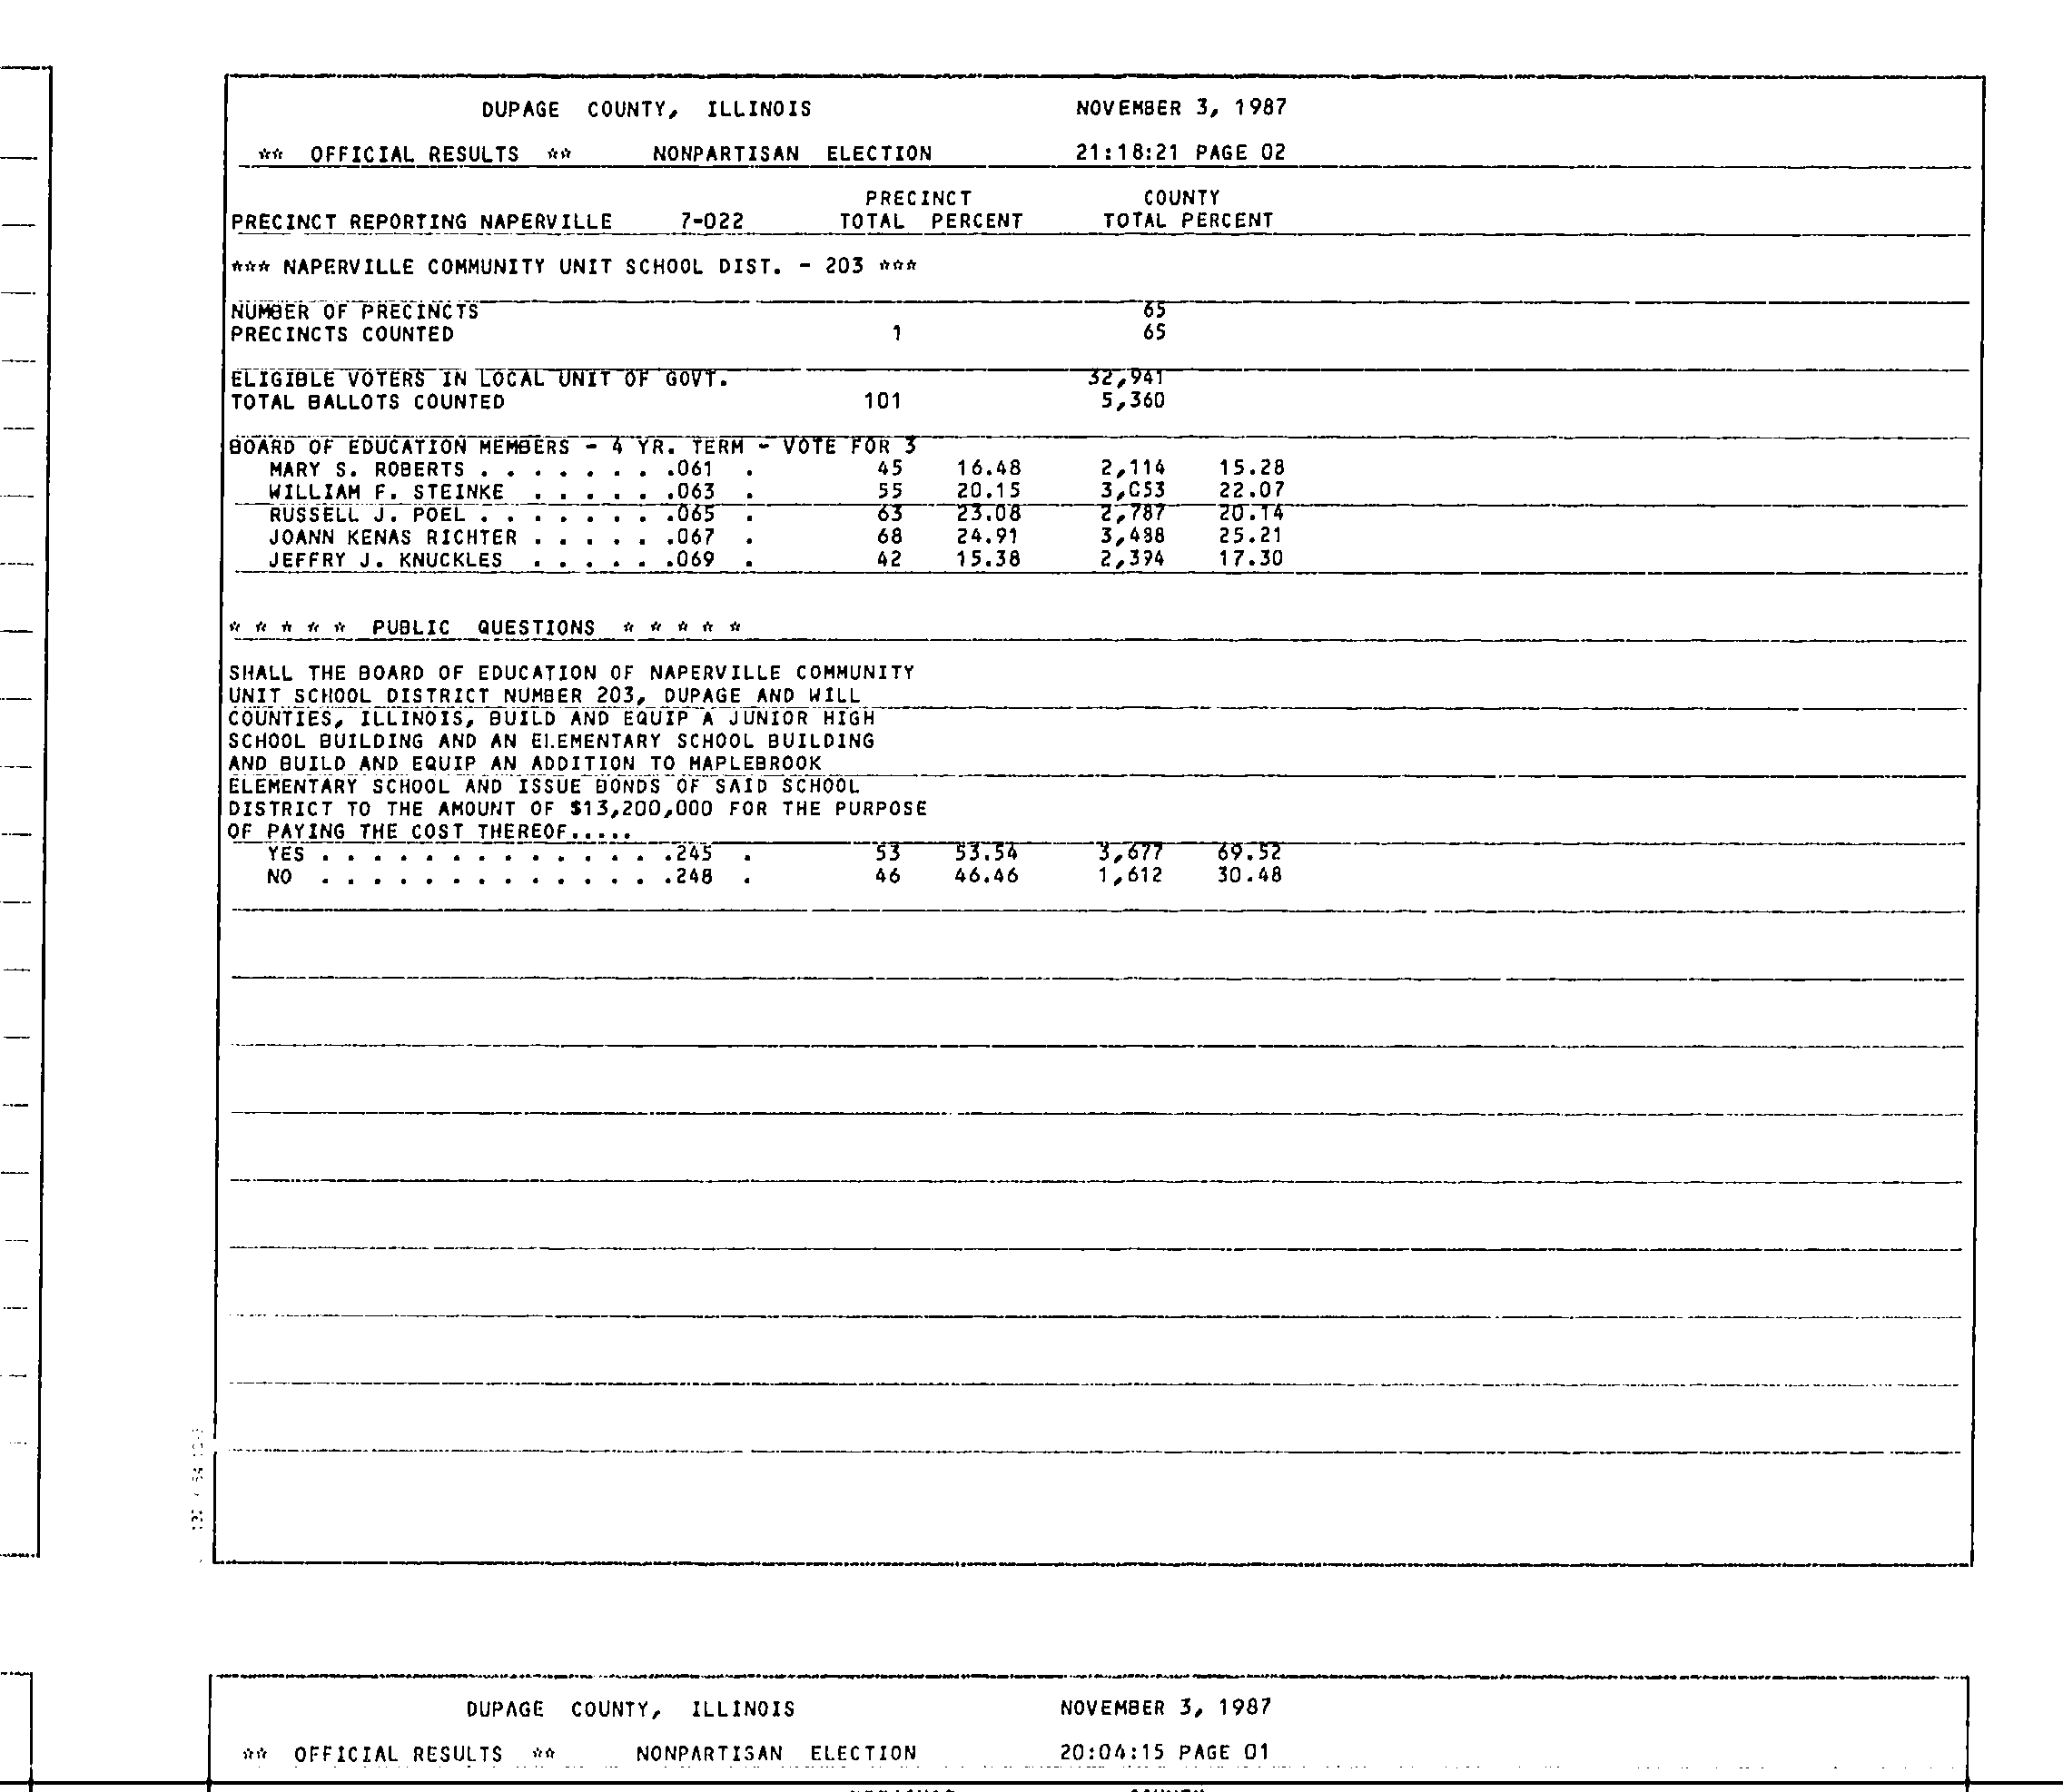 DUPAGE COUNTY, ILLINOIS NOVEMBER 3, 1987
** OFFICIAL RESULTS ** NONPARTISAN ELECTION 21:18:21 PAGE 02
PRECINCT COUNTY
PRECINCT REPORTING NAPERVILLE 7-022 TOTAL PERCENT TOTAL PERCENT
*** NAPERVILLE COMMUNITY UNIT SCHOOL DIST. - 203 ***
NUMBER OF PRECINCTS 65
PRECINCTS COUNTED 1 65
ELIGIBLE VOTERS IN LOCAL UNIT OF GOVT. 32,941
TOTAL BALLOTS COUNTED 101 5,360
BOARD OF EDUCATION MEMBERS - 4 YR. TERM - VOTE FOR 3
MARY S. ROBERTS . . . . . . . .061 . 45 16.48 2,114 15.28
WILLIAM F. STEINKE . . . . . .063 . 55 20.15 3,053 22.07
RUSSELL J. POEL . . . . . . . .065 . 63 23.08 2,787 20.14
JOANN KENAS RICHTER . . . . . .067 . 68 24.91 3,488 25.21
JEFFRY J. KNUCKLES . . . . . .069 . 42 15.38 2,394 17.30
* * * * * PUBLIC QUESTIONS * * * * *
SHALL THE BOARD OF EDUCATION OF NAPERVILLE COMMUNITY
UNIT SCHOOL DISTRICT NUMBER 203, DUPAGE AND WILL
COUNTIES, ILLINOIS, BUILD AND EQUIP A JUNIOR HIGH
SCHOOL BUILDING AND AN ELEMENTARY SCHOOL BUILDING
AND BUILD AND EQUIP AN ADDITION TO MAPLEBROOK
ELEMENTARY SCHOOL AND ISSUE BONDS OF SAID SCHOOL
DISTRICT TO THE AMOUNT OF $13,200,000 FOR THE PURPOSE
OF PAYING THE COST THEREOF.....
YES . . . . . . . . . . . . . .245 . 53 53.54 3,677 69.52
NO . . . . . . . . . . . . . .248 . 46 46.46 1,612 30.48
DUPAGE COUNTY, ILLINOIS NOVEMBER 3, 1987
** OFFICIAL RESULTS ** NONPARTISAN ELECTION 20:04:15 PAGE 01